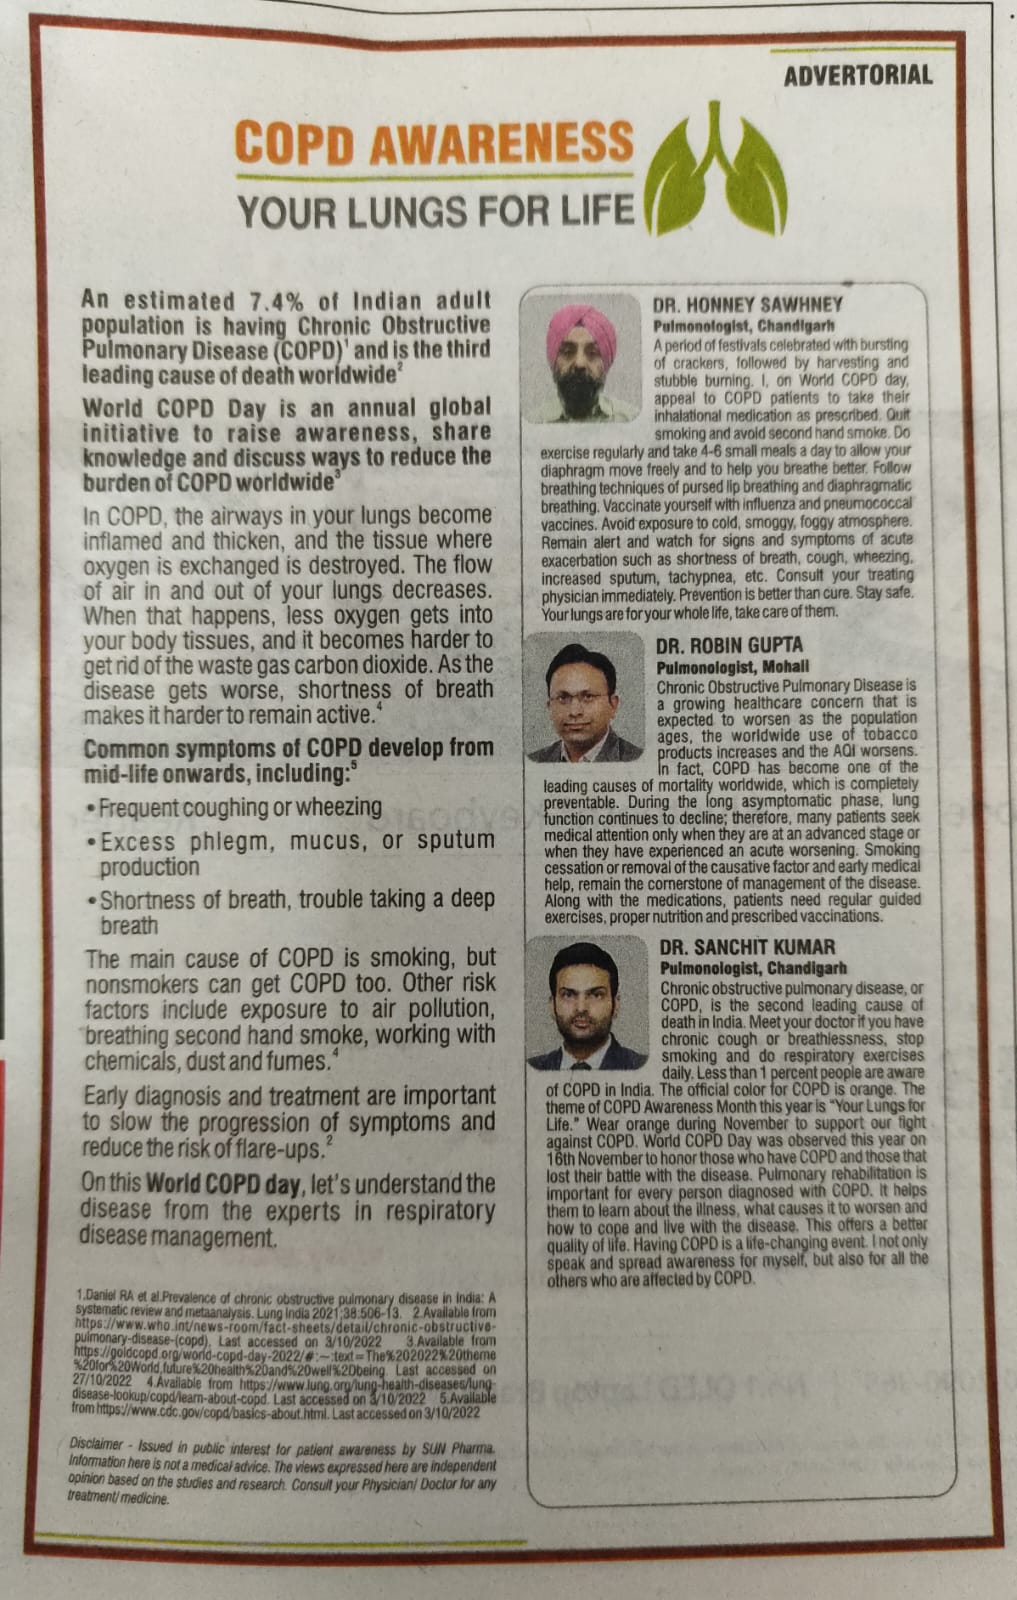 ADVERTORIAL
COPD AWARENESS
YOUR LUNGS FOR LIFE
An estimated 7.4% of Indian adult
population is having Chronic Obstructive
Pulmonary Disease (COPD)¹ and is the third
leading cause of death worldwide²
World COPD Day is an annual global
initiative to raise awareness, share
knowledge and discuss ways to reduce the
burden of COPD worldwide³
In COPD, the airways in your lungs become
inflamed and thicken, and the tissue where
oxygen is exchanged is destroyed. The flow
of air in and out of your lungs decreases.
When that happens, less oxygen gets into
your body tissues, and it becomes harder to
get rid of the waste gas carbon dioxide. As the
disease gets worse, shortness of breath
makes it harder to remain active.⁴
Common symptoms of COPD develop from
mid-life onwards, including:⁵
• Frequent coughing or wheezing
• Excess phlegm, mucus, or sputum
production
• Shortness of breath, trouble taking a deep
breath
The main cause of COPD is smoking, but
nonsmokers can get COPD too. Other risk
factors include exposure to air pollution,
breathing second hand smoke, working with
chemicals, dust and fumes.⁴
Early diagnosis and treatment are important
to slow the progression of symptoms and
reduce the risk of flare-ups.²
On this World COPD day, let's understand the
disease from the experts in respiratory
disease management.
1.Daniel RA et al.Prevalence of chronic obstructive pulmonary disease in India: A
systematic review and metaanalysis. Lung India 2021;38:506-13. 2.Available from
https://www.who.int/news-room/fact-sheets/detail/chronic-obstructive-
pulmonary-disease-(copd). Last accessed on 3/10/2022 3.Available from
https://goldcopd.org/world-copd-day-2022/#:~:text=The%202022%20theme
%20for%20World,future%20health%20and%20well%20being. Last accessed on
27/10/2022 4.Available from https://www.lung.org/lung-health-diseases/lung-
disease-lookup/copd/learn-about-copd. Last accessed on 3/10/2022 5.Available
from https://www.cdc.gov/copd/basics-about.html. Last accessed on 3/10/2022
Disclaimer - Issued in public interest for patient awareness by SUN Pharma.
Information here is not a medical advice. The views expressed here are independent
opinion based on the studies and research. Consult your Physician/ Doctor for any
treatment/ medicine.
DR. HONNEY SAWHNEY
Pulmonologist, Chandigarh
A period of festivals celebrated with bursting
of crackers, followed by harvesting and
stubble burning. I, on World COPD day,
appeal to COPD patients to take their
inhalational medication as prescribed. Quit
smoking and avoid second hand smoke. Do
exercise regularly and take 4-6 small meals a day to allow your
diaphragm move freely and to help you breathe better. Follow
breathing techniques of pursed lip breathing and diaphragmatic
breathing. Vaccinate yourself with influenza and pneumococcal
vaccines. Avoid exposure to cold, smoggy, foggy atmosphere.
Remain alert and watch for signs and symptoms of acute
exacerbation such as shortness of breath, cough, wheezing,
increased sputum, tachypnea, etc. Consult your treating
physician immediately. Prevention is better than cure. Stay safe.
Your lungs are for your whole life, take care of them.
DR. ROBIN GUPTA
Pulmonologist, Mohali
Chronic Obstructive Pulmonary Disease is
a growing healthcare concern that is
expected to worsen as the population
ages, the worldwide use of tobacco
products increases and the AQI worsens.
In fact, COPD has become one of the
leading causes of mortality worldwide, which is completely
preventable. During the long asymptomatic phase, lung
function continues to decline; therefore, many patients seek
medical attention only when they are at an advanced stage or
when they have experienced an acute worsening. Smoking
cessation or removal of the causative factor and early medical
help, remain the cornerstone of management of the disease.
Along with the medications, patients need regular guided
exercises, proper nutrition and prescribed vaccinations.
DR. SANCHIT KUMAR
Pulmonologist, Chandigarh
Chronic obstructive pulmonary disease, or
COPD, is the second leading cause of
death in India. Meet your doctor if you have
chronic cough or breathlessness, stop
smoking and do respiratory exercises
daily. Less than 1 percent people are aware
of COPD in India. The official color for COPD is orange. The
theme of COPD Awareness Month this year is "Your Lungs for
Life." Wear orange during November to support our fight
against COPD. World COPD Day was observed this year on
16th November to honor those who have COPD and those that
lost their battle with the disease. Pulmonary rehabilitation is
important for every person diagnosed with COPD. It helps
them to learn about the illness, what causes it to worsen and
how to cope and live with the disease. This offers a better
quality of life. Having COPD is a life-changing event. I not only
speak and spread awareness for myself, but also for all the
others who are affected by COPD.